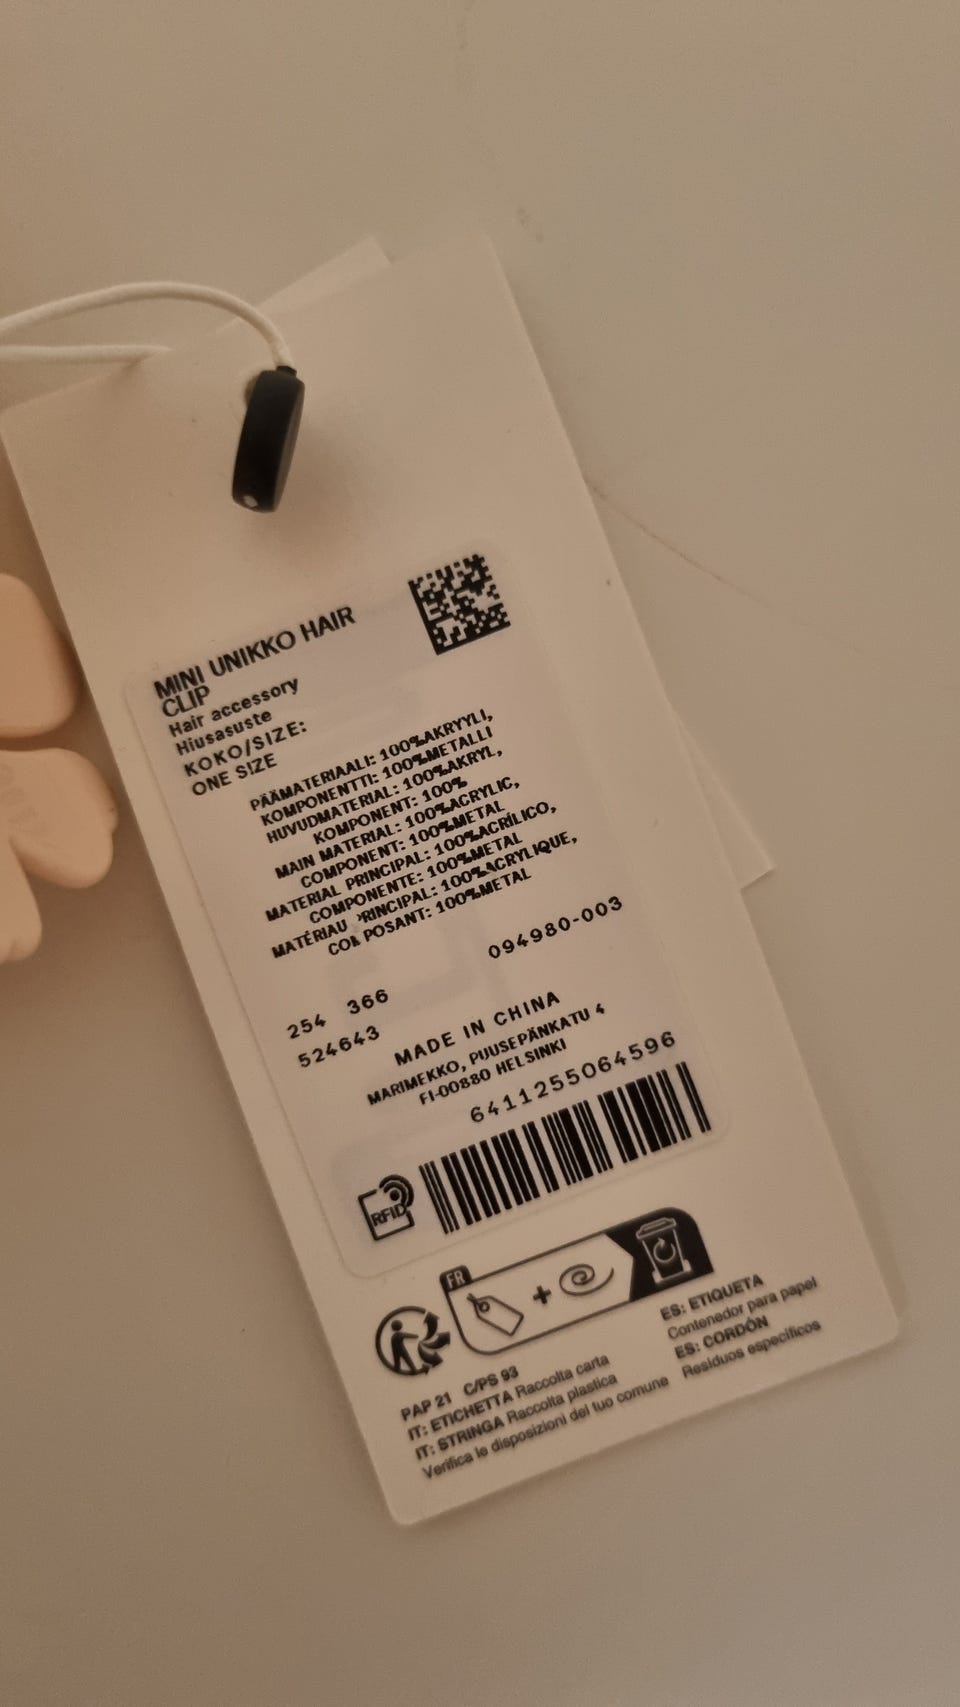 MINI UNIKKO HAIR
CLIP
Hair accessory
Hiusasuste
KOKO/SIZE:
ONE SIZE
PÄÄMATERIAALI: 100%AKRYYLI,
KOMPONENTTI: 100%METALLI
HUVUDMATERIAL: 100%AKRYL,
KOMPONENT: 100%
MAIN MATERIAL: 100%ACRYLIC,
COMPONENT: 100%METAL
MATERIAL PRINCIPAL: 100%ACRÍLICO,
COMPONENTE: 100%METAL
MATÉRIAU PRINCIPAL: 100%ACRYLIQUE,
COMPOSANT: 100%METAL
094980-003
254 366
524643
MADE IN CHINA
MARIMEKKO, PUUSEPÄNKATU 4
FI-00880 HELSINKI
6411255064596
RFID
FR
PAP 21 C/PS 93
IT: ETICHETTA Raccolta carta
IT: STRINGA Raccolta plastica
Verifica le disposizioni del tuo comune
ES: ETIQUETA
Contenedor para papel
ES: CORDÓN
Residuos específicos